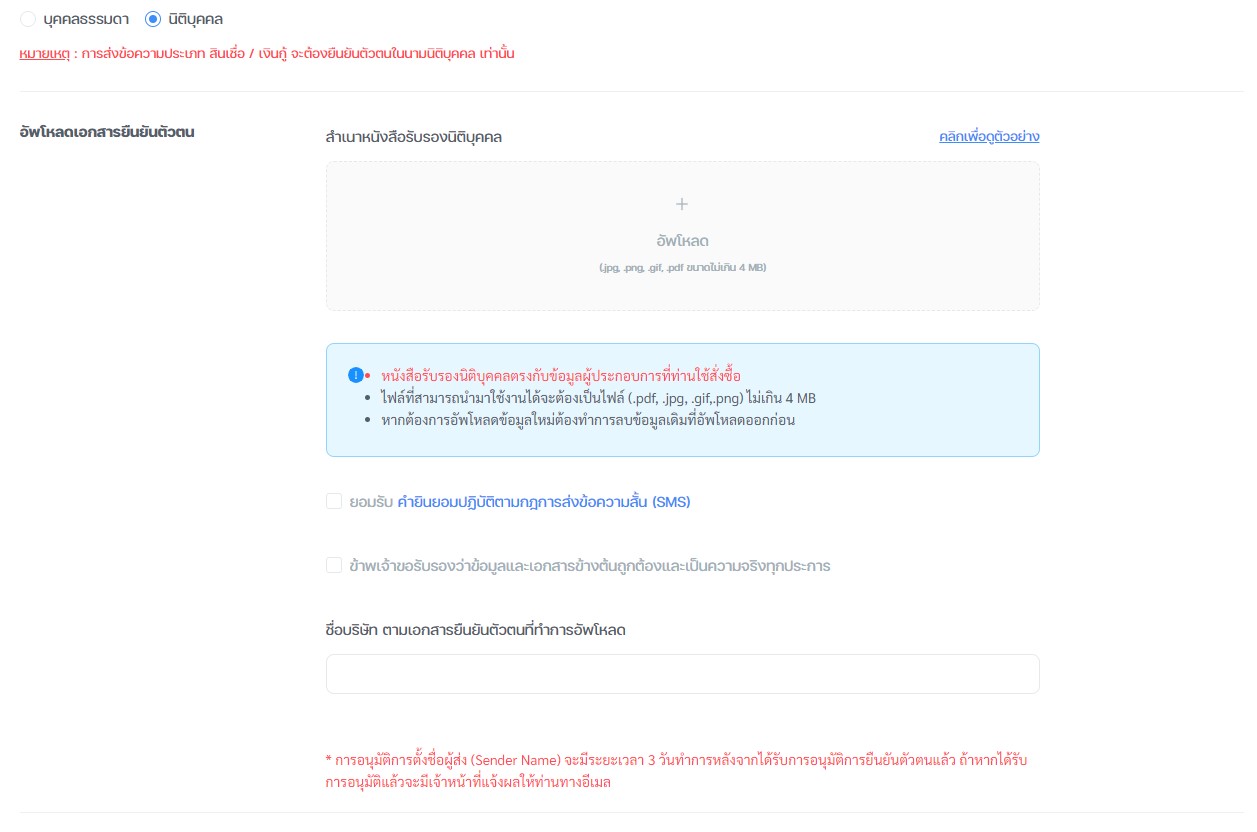 บุคคลธรรมดา นิติบุคคล
หมายเหตุ : การส่งข้อความประเภท สินเชื่อ / เงินกู้ จะต้องยืนยันตัวตนในนามนิติบุคคล เท่านั้น
อัพโหลดเอกสารยืนยันตัวตน
สำเนาหนังสือรับรองนิติบุคคล
คลิกเพื่อดูตัวอย่าง
+
อัพโหลด
(.jpg, .png, .gif, .pdf ขนาดไม่เกิน 4 MB)
หนังสือรับรองนิติบุคคลตรงกับข้อมูลผู้ประกอบการที่ท่านใช้สั่งซื้อ
ไฟล์ที่สามารถนำมาใช้งานได้จะต้องเป็นไฟล์ (.pdf, .jpg, .gif,.png) ไม่เกิน 4 MB
หากต้องการอัพโหลดข้อมูลใหม่ต้องทำการลบข้อมูลเดิมที่อัพโหลดออกก่อน
ยอมรับ คำยินยอมปฏิบัติตามกฎการส่งข้อความสั้น (SMS)
ข้าพเจ้าขอรับรองว่าข้อมูลและเอกสารข้างต้นถูกต้องและเป็นความจริงทุกประการ
ชื่อบริษัท ตามเอกสารยืนยันตัวตนที่ทำการอัพโหลด
* การอนุมัติการตั้งชื่อผู้ส่ง (Sender Name) จะมีระยะเวลา 3 วันทำการหลังจากได้รับการอนุมัติการยืนยันตัวตนแล้ว ถ้าหากได้รับ
การอนุมัติแล้วจะมีเจ้าหน้าที่แจ้งผลให้ท่านทางอีเมล